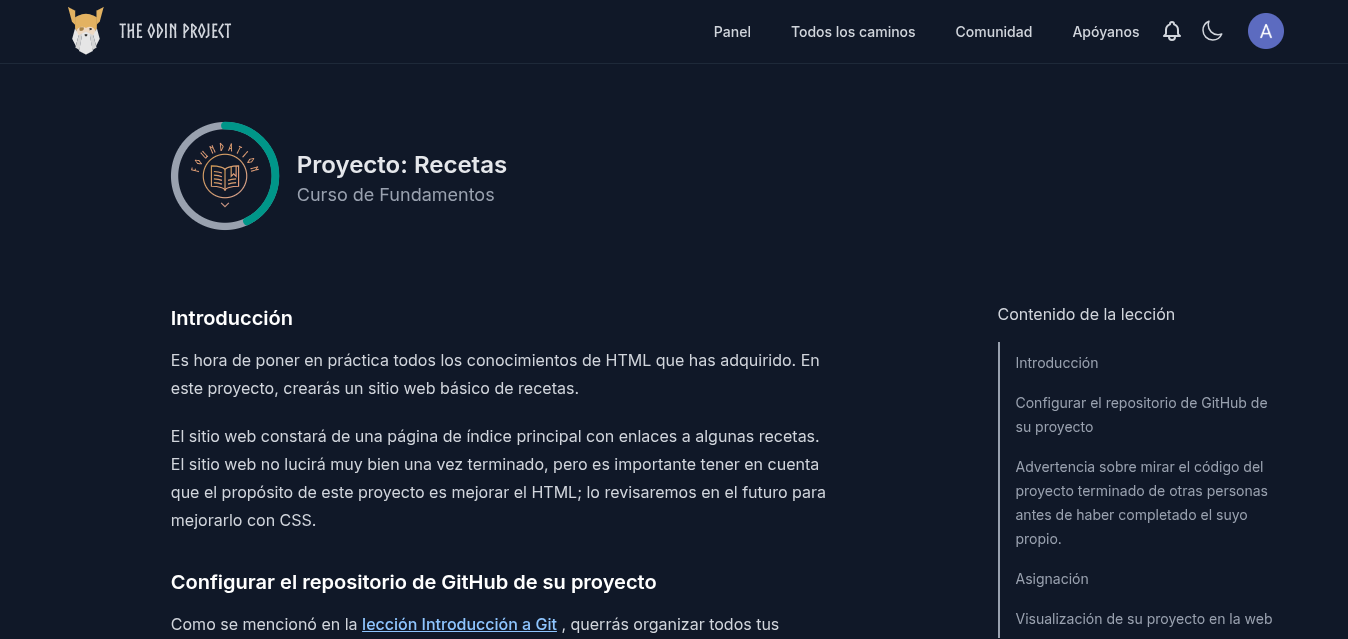 THE ODIN PROJECT
Panel
Todos los caminos
Comunidad
Apóyanos
A
FOUNDATION
Proyecto: Recetas
Curso de Fundamentos
Introducción
Es hora de poner en práctica todos los conocimientos de HTML que has adquirido. En
este proyecto, crearás un sitio web básico de recetas.
El sitio web constará de una página de índice principal con enlaces a algunas recetas.
El sitio web no lucirá muy bien una vez terminado, pero es importante tener en cuenta
que el propósito de este proyecto es mejorar el HTML; lo revisaremos en el futuro para
mejorarlo con CSS.
Configurar el repositorio de GitHub de su proyecto
Como se mencionó en la lección Introducción a Git , querrás organizar todos tus
Contenido de la lección
Introducción
Configurar el repositorio de GitHub de
su proyecto
Advertencia sobre mirar el código del
proyecto terminado de otras personas
antes de haber completado el suyo
propio.
Asignación
Visualización de su proyecto en la web